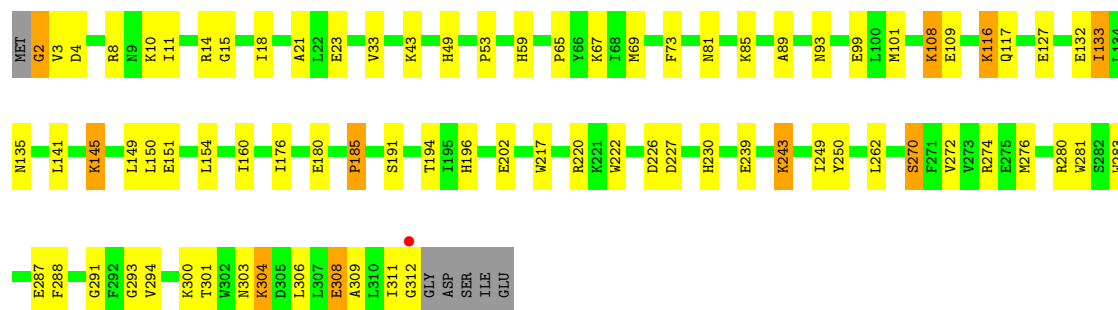 MET G2 V3 D4 R8 N9 K10 I11 R14 G15 I18 A21 L22 E23 V33 K43 H49 P53 H59 P65 Y66 K67 I68 M69 F73 N81 K85 A89 N93 E99 L100 M101 K108 E109 K116 Q117 E127 E132 I133 L134
N135 L141 K145 L149 L150 E151 L154 I160 I176 E180 P185 S191 T194 I195 H196 E202 W217 R220 K221 W222 D226 D227 H230 E239 K243 I249 Y250 L262 S270 F271 V272 V273 R274 E275 M276 R280 W281 S282 W283
E287 F288 G291 F292 G293 V294 K300 T301 W302 N303 K304 D305 L306 L307 E308 A309 L310 I311 G312 GLY ASP SER ILE GLU